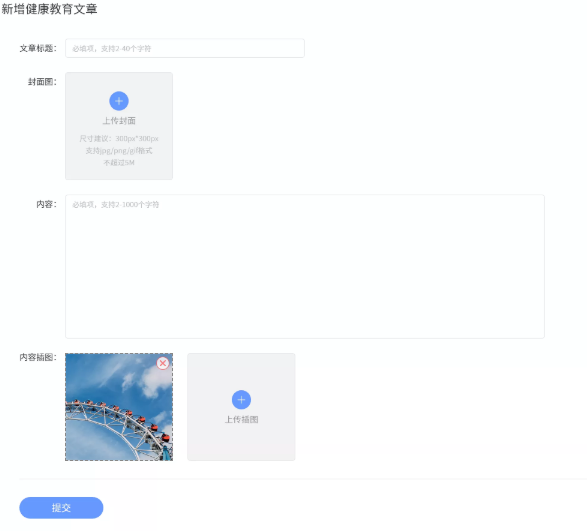 新增健康教育文章
文章标题：
必填项，支持2-40个字符
封面图：
上传封面
尺寸建议：300px*300px
支持jpg/png/gif格式
不超过5M
内容：
必填项，支持2-1000个字符
内容插图：
上传插图
提交